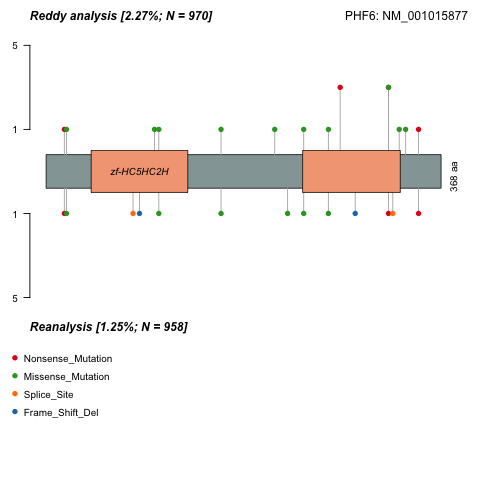 Reddy analysis [2.27%; N = 970]
PHF6: NM_001015877
5
1
zf-HC5HC2H
368 aa
1
5
Reanalysis [1.25%; N = 958]
Nonsense_Mutation
Missense_Mutation
Splice_Site
Frame_Shift_Del